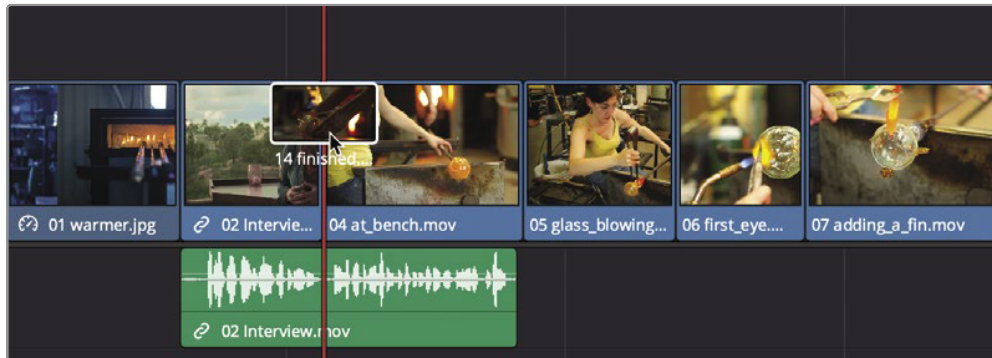 14 finished...
01 warmer.jpg
02 Intervie...
04 at_bench.mov
05 glass_blowing...
06 first_eye....
07 adding_a_fin.mov
02 Interview.mov